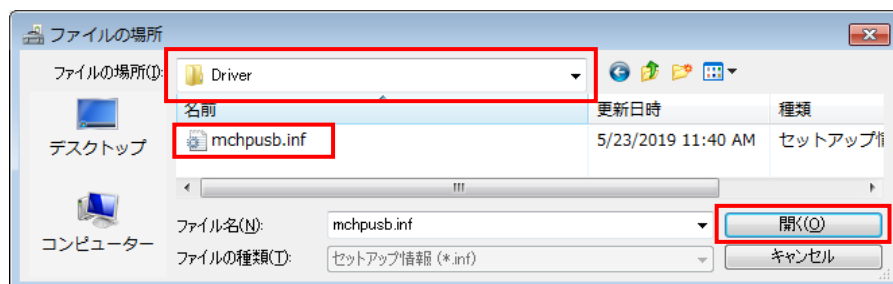 ファイルの場所
ファイルの場所(I):
Driver
名前
更新日時
種類
mchpusb.inf
5/23/2019 11:40 AM
セットアップ情
デスクトップ
コンピューター
ファイル名(N):
mchpusb.inf
開く(O)
ファイルの種類(T):
セットアップ情報 (*.inf)
キャンセル